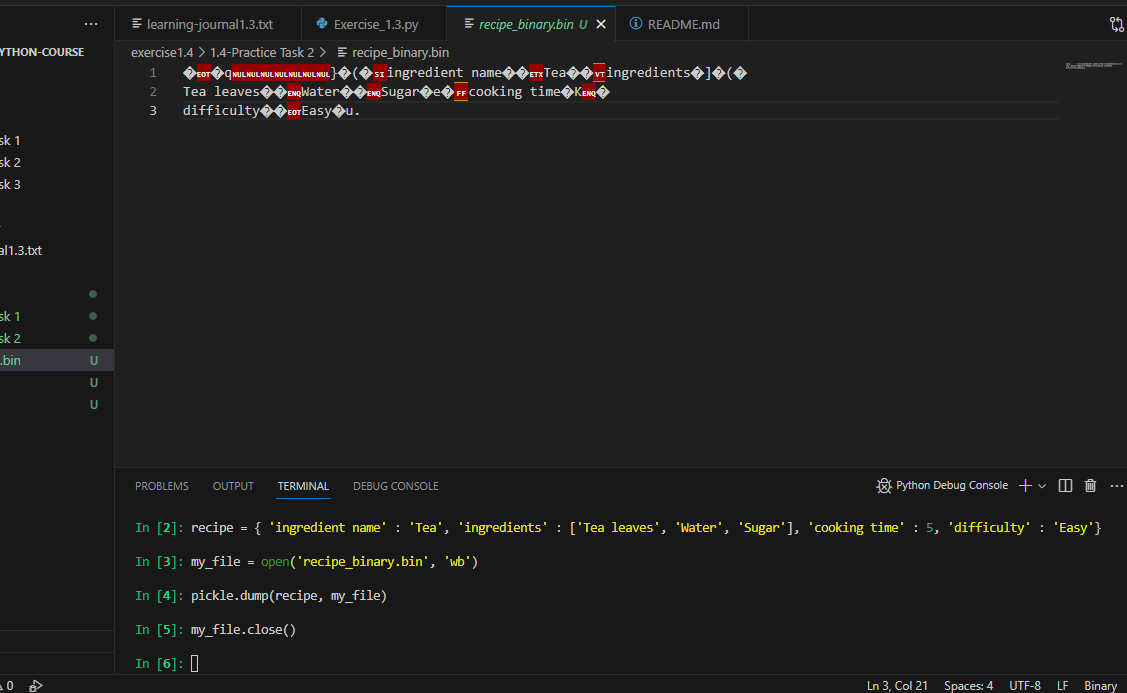 learning-journal1.3.txt Exercise_1.3.py recipe_binary.bin U README.md
YTHON-COURSE
exercise1.4 > 1.4-Practice Task 2 > recipe_binary.bin
1 �EOT�qNULNULNULNULNULNULNUL}�(�SIingredient name��ETXTea��VTingredients�]�(�
2 Tea leaves��ENQWater��ENQSugar�e�FFcooking time�KENQ�
3 difficulty��EOTEasy�u.
sk 1
sk 2
sk 3
al1.3.txt
sk 1
sk 2
.bin U
U
U
PROBLEMS OUTPUT TERMINAL DEBUG CONSOLE Python Debug Console
In [2]: recipe = { 'ingredient name' : 'Tea', 'ingredients' : ['Tea leaves', 'Water', 'Sugar'], 'cooking time' : 5, 'difficulty' : 'Easy'}
In [3]: my_file = open('recipe_binary.bin', 'wb')
In [4]: pickle.dump(recipe, my_file)
In [5]: my_file.close()
In [6]:
0 Ln 3, Col 21 Spaces: 4 UTF-8 LF Binary